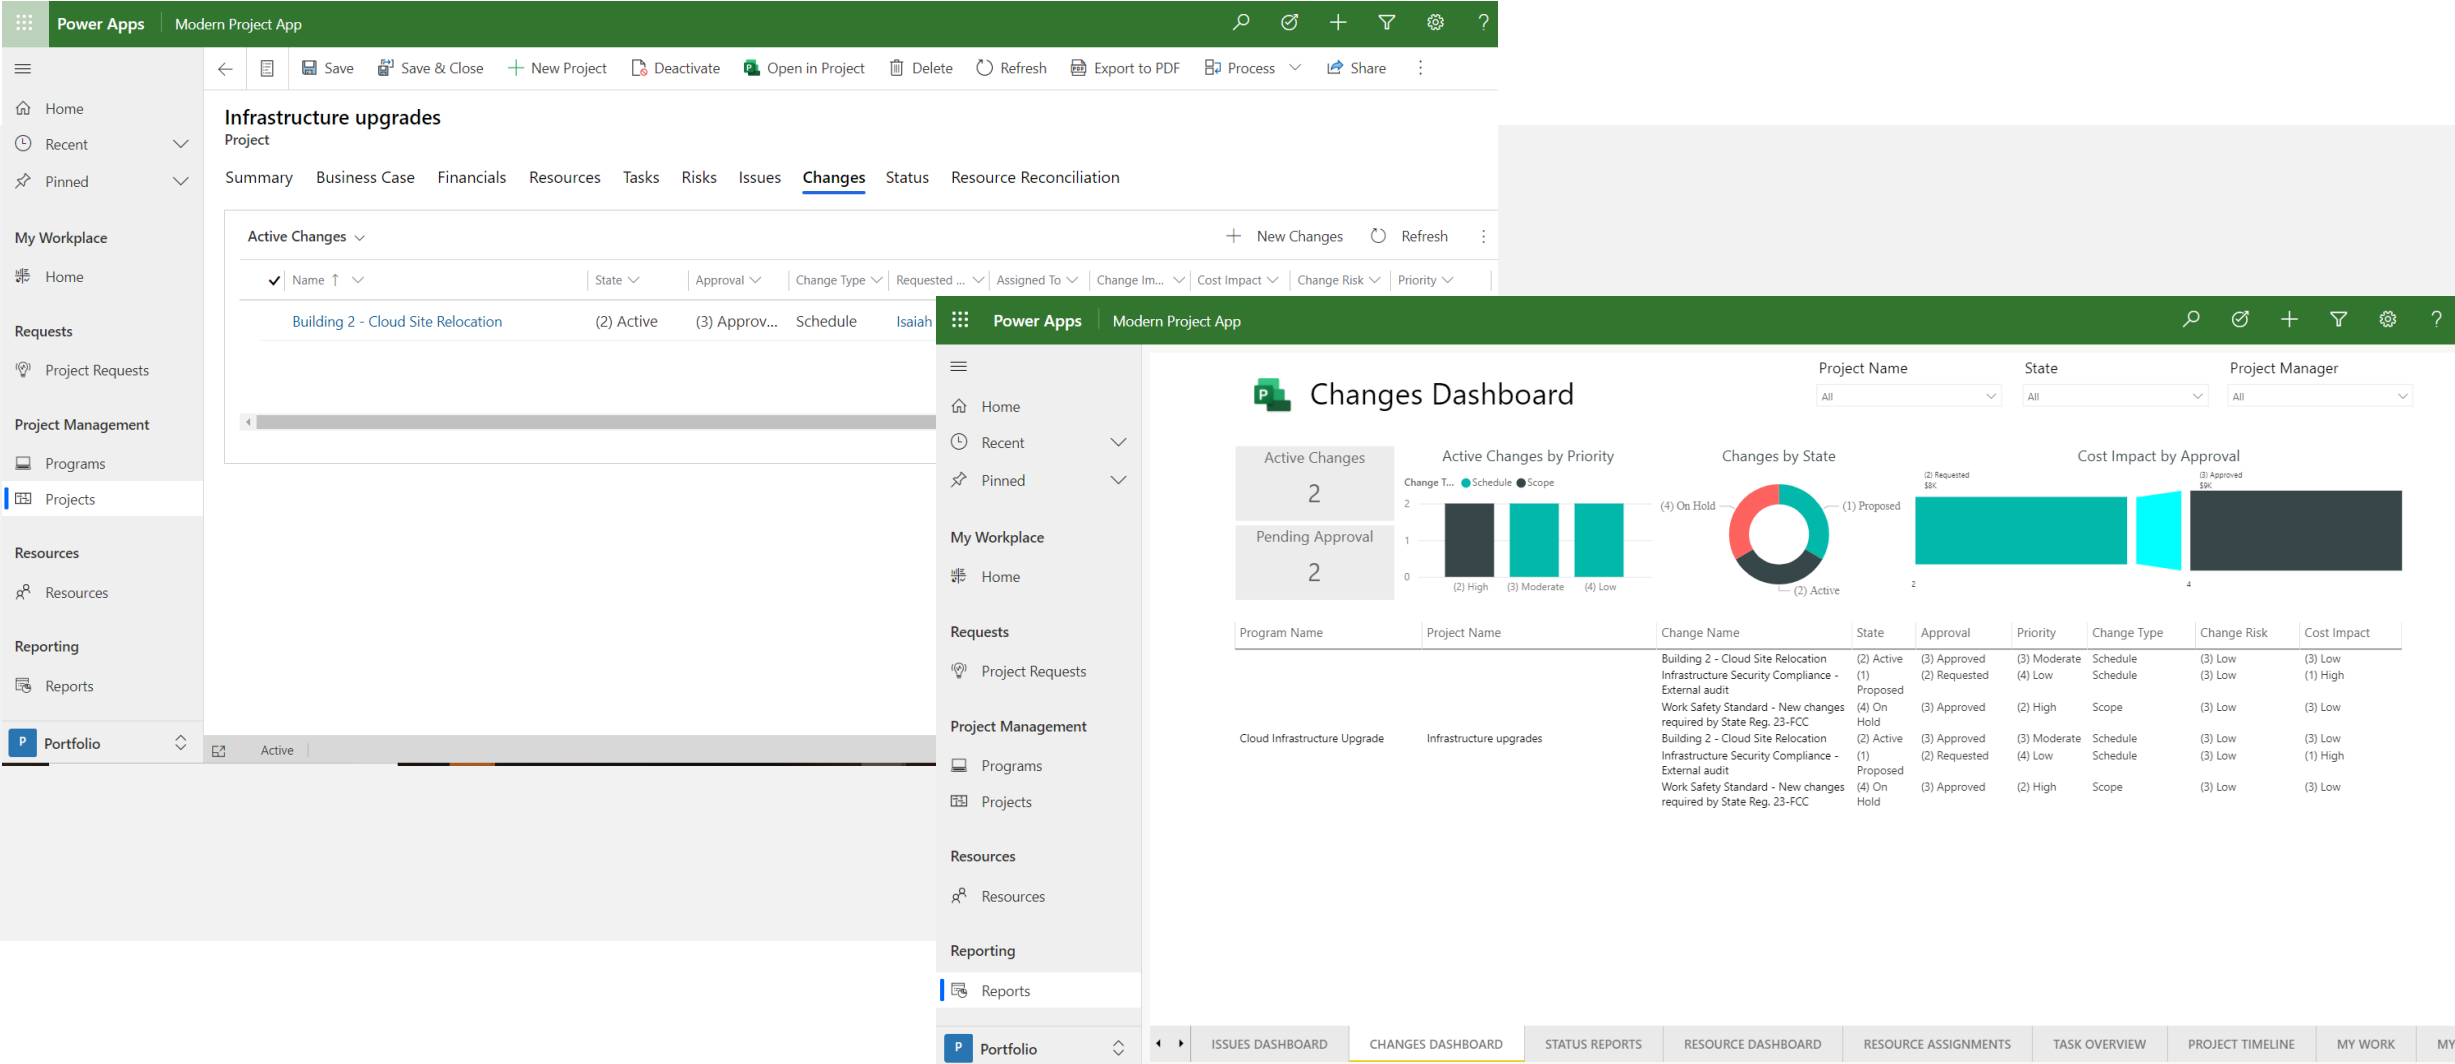 Power Apps Modern Project App ?
Save Save & Close New Project Deactivate Open in Project Delete Refresh Export to PDF Process Share
Home
Recent
Pinned
My Workplace
Home
Requests
Project Requests
Project Management
Programs
Projects
Resources
Resources
Reporting
Reports
P Portfolio
Infrastructure upgrades
Project
Summary Business Case Financials Resources Tasks Risks Issues Changes Status Resource Reconciliation
Active Changes New Changes Refresh
Name ↑ State Approval Change Type Requested ... Assigned To Change Im... Cost Impact Change Risk Priority
Building 2 - Cloud Site Relocation (2) Active (3) Approv... Schedule Isaiah
Active
Power Apps Modern Project App ?
Home
Recent
Pinned
My Workplace
Home
Requests
Project Requests
Project Management
Programs
Projects
Resources
Resources
Reporting
Reports
P Portfolio
P Changes Dashboard
Project Name State Project Manager
All All All
Active Changes
2
Pending Approval
2
Active Changes by Priority
Change T... Schedule Scope
2
1
0
(2) High (3) Moderate (4) Low
Changes by State
(4) On Hold (1) Proposed
(2) Active
Cost Impact by Approval
(2) Requested (3) Approved
$8K $9K
2 4
Program Name Project Name Change Name State Approval Priority Change Type Change Risk Cost Impact
Building 2 - Cloud Site Relocation (2) Active (3) Approved (3) Moderate Schedule (3) Low (3) Low
Infrastructure Security Compliance - (1) (2) Requested (4) Low Schedule (3) Low (1) High
External audit Proposed
Work Safety Standard - New changes (4) On (3) Approved (2) High Scope (3) Low (3) Low
required by State Reg. 23-FCC Hold
Cloud Infrastructure Upgrade Infrastructure upgrades Building 2 - Cloud Site Relocation (2) Active (3) Approved (3) Moderate Schedule (3) Low (3) Low
Infrastructure Security Compliance - (1) (2) Requested (4) Low Schedule (3) Low (1) High
External audit Proposed
Work Safety Standard - New changes (4) On (3) Approved (2) High Scope (3) Low (3) Low
required by State Reg. 23-FCC Hold
ISSUES DASHBOARD CHANGES DASHBOARD STATUS REPORTS RESOURCE DASHBOARD RESOURCE ASSIGNMENTS TASK OVERVIEW PROJECT TIMELINE MY WORK MY